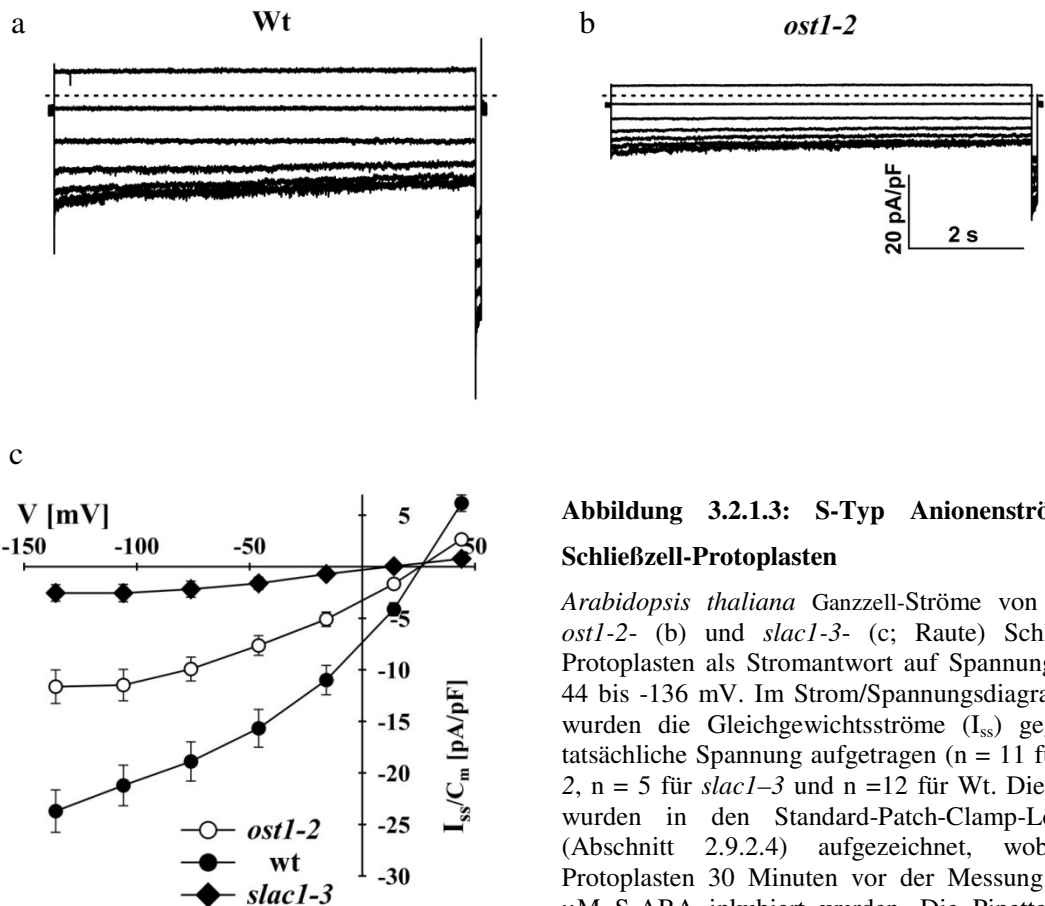 a
Wt
b
ost1-2
20 pA/pF
2 s
c
V [mV]
-150
-100
-50
50
5
-5
-10
-15
-20
-25
-30
I_ss/C_m [pA/pF]
ost1-2
wt
slac1-3
Abbildung 3.2.1.3: S-Typ Anionenströ
Schließzell-Protoplasten
Arabidopsis thaliana Ganzzell-Ströme von
ost1-2- (b) und slac1-3- (c; Raute) Schl
Protoplasten als Stromantwort auf Spannung
44 bis -136 mV. Im Strom/Spannungsdiagra
wurden die Gleichgewichtsströme (I_ss) geg
tatsächliche Spannung aufgetragen (n = 11 f
2, n = 5 für slac1–3 und n =12 für Wt. Die
wurden in den Standard-Patch-Clamp-L
(Abschnitt 2.9.2.4) aufgezeichnet, wob
Protoplasten 30 Minuten vor der Messung